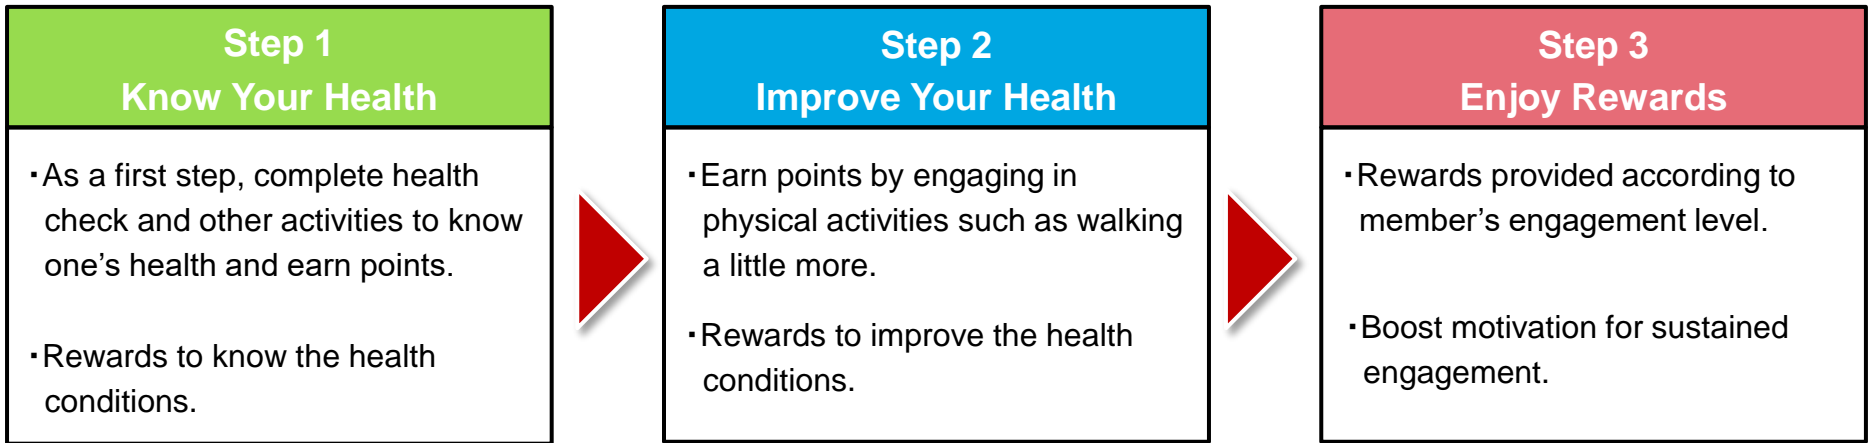 Step 1
Know Your Health
・As a first step, complete health
check and other activities to know
one’s health and earn points.
・Rewards to know the health
conditions.
Step 2
Improve Your Health
・Earn points by engaging in
physical activities such as walking
a little more.
・Rewards to improve the health
conditions.
Step 3
Enjoy Rewards
・Rewards provided according to
member’s engagement level.
・Boost motivation for sustained
engagement.